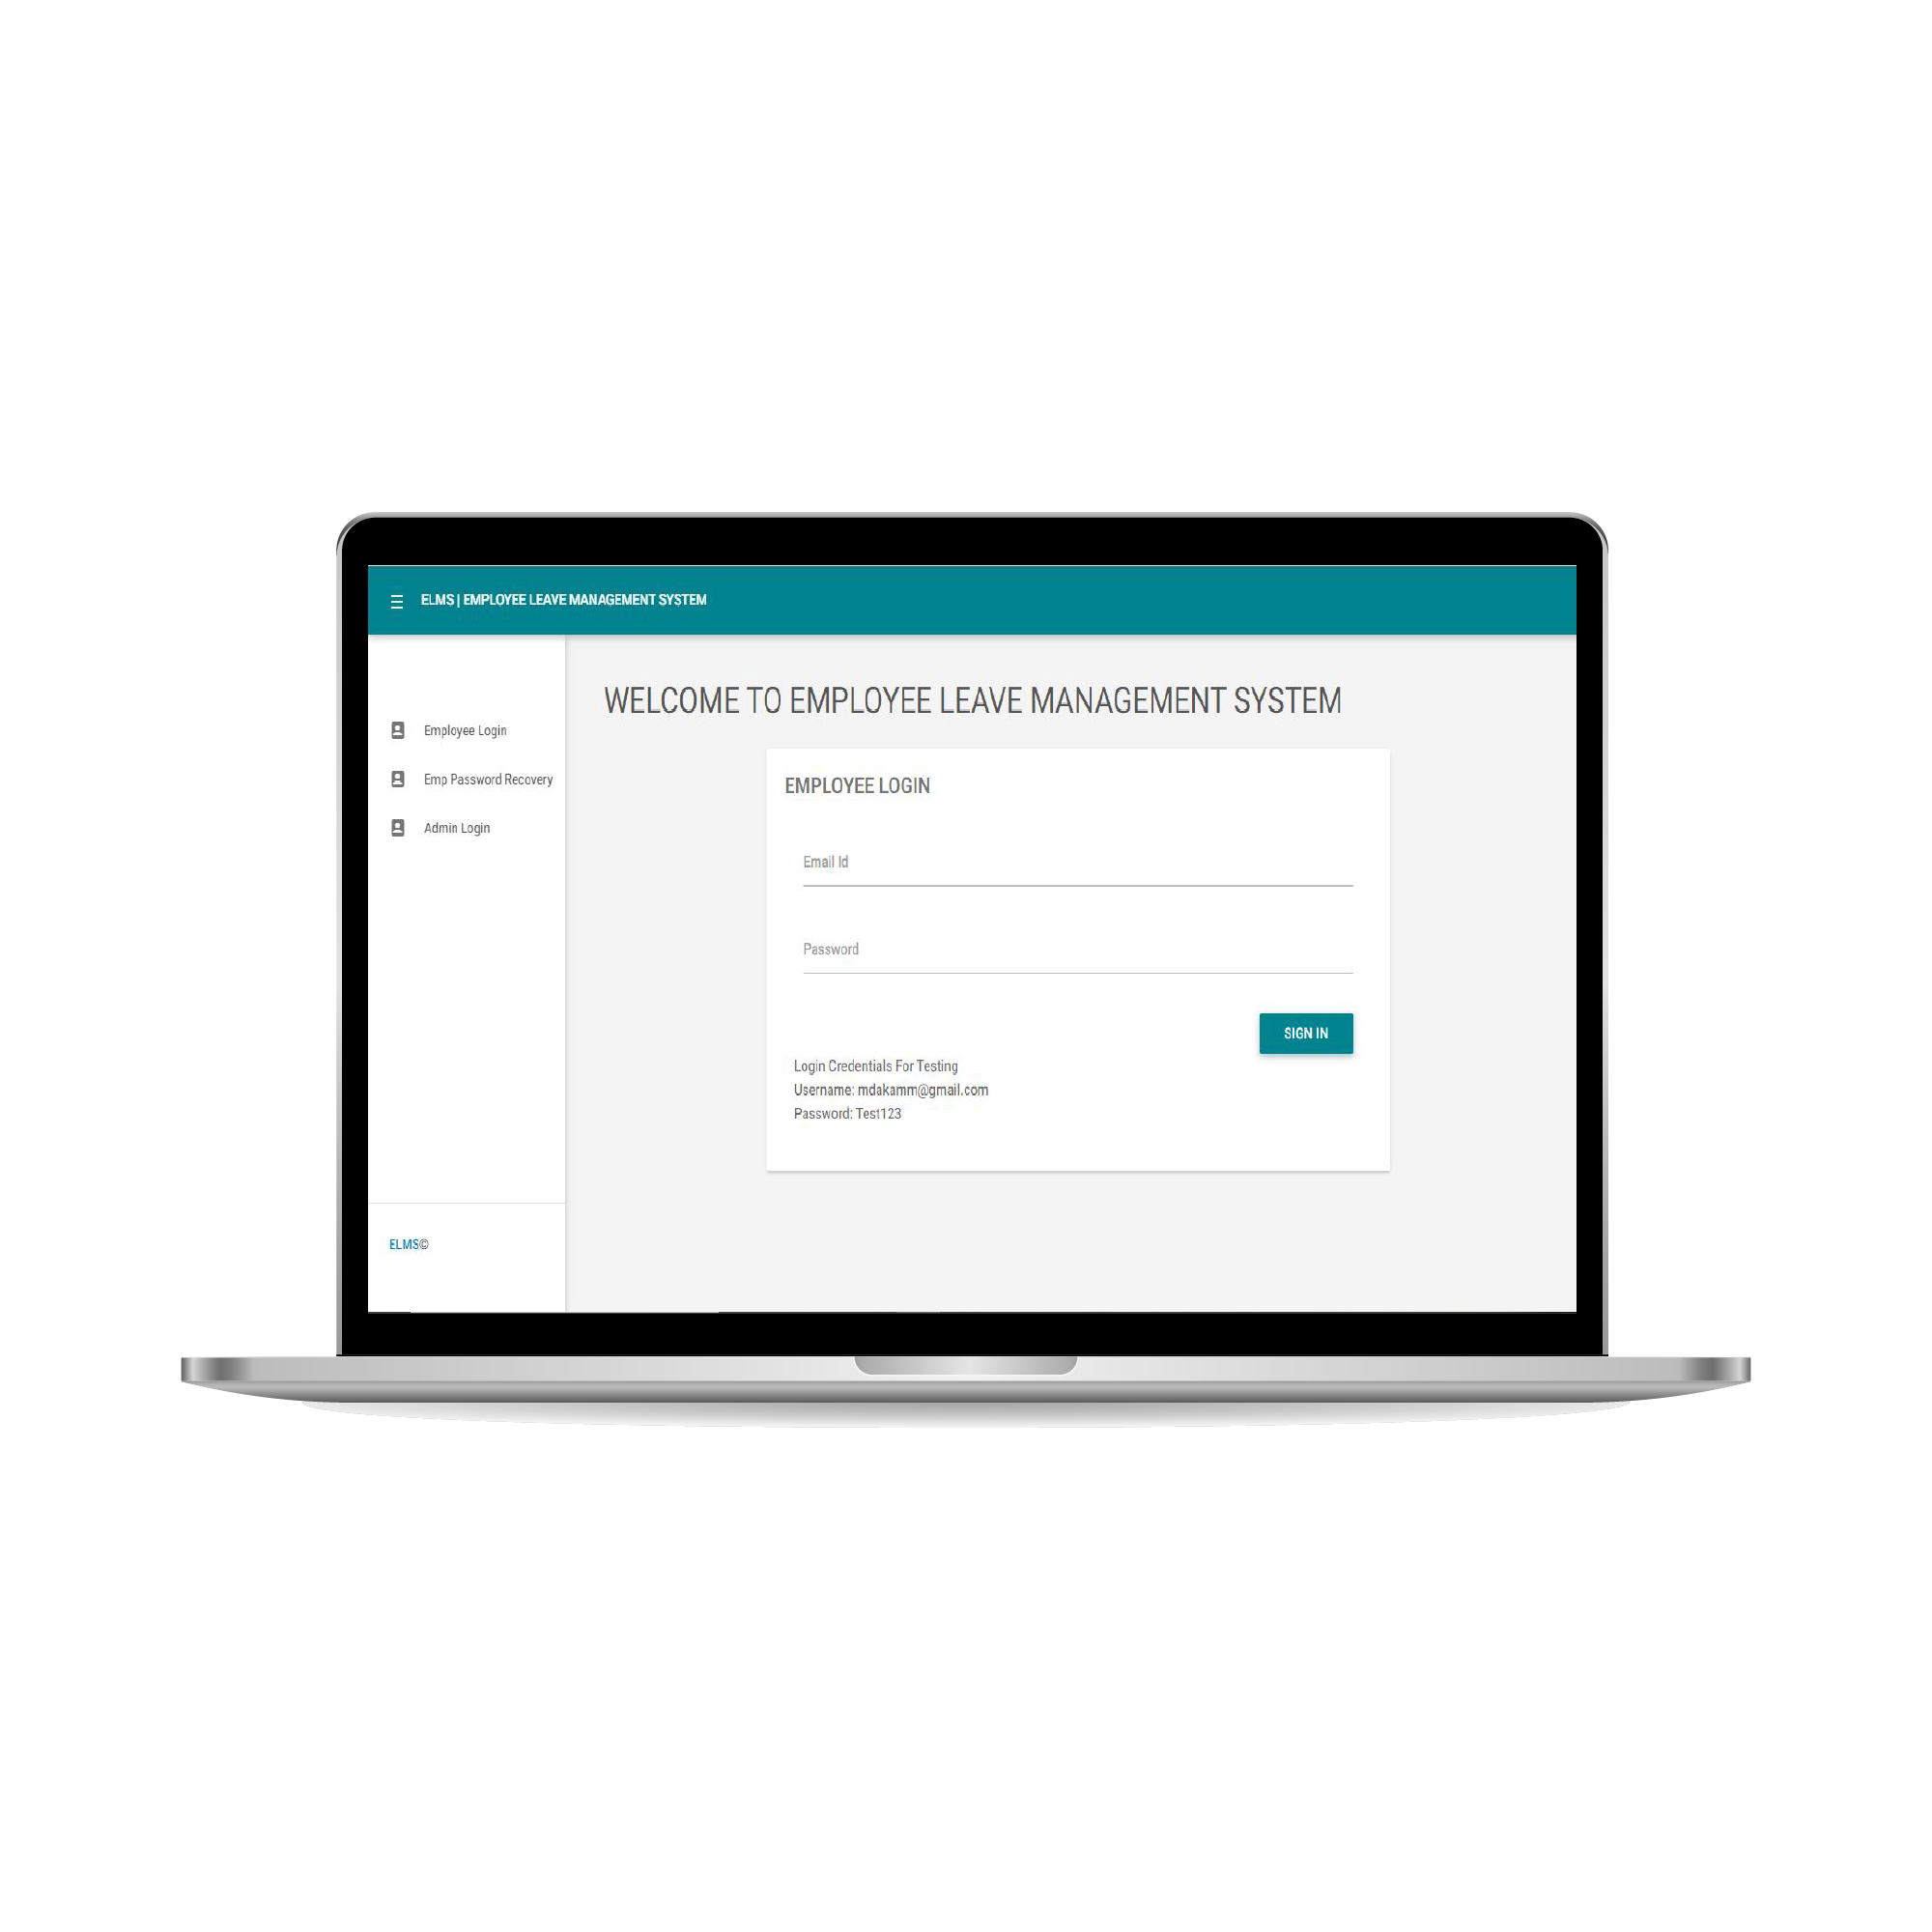 ELMS | EMPLOYEE LEAVE MANAGEMENT SYSTEM
Employee Login
Emp Password Recovery
Admin Login
ELMS©
WELCOME TO EMPLOYEE LEAVE MANAGEMENT SYSTEM
EMPLOYEE LOGIN
Email Id
Password
SIGN IN
Login Credentials For Testing
Username: mdakamm@gmail.com
Password: Test123